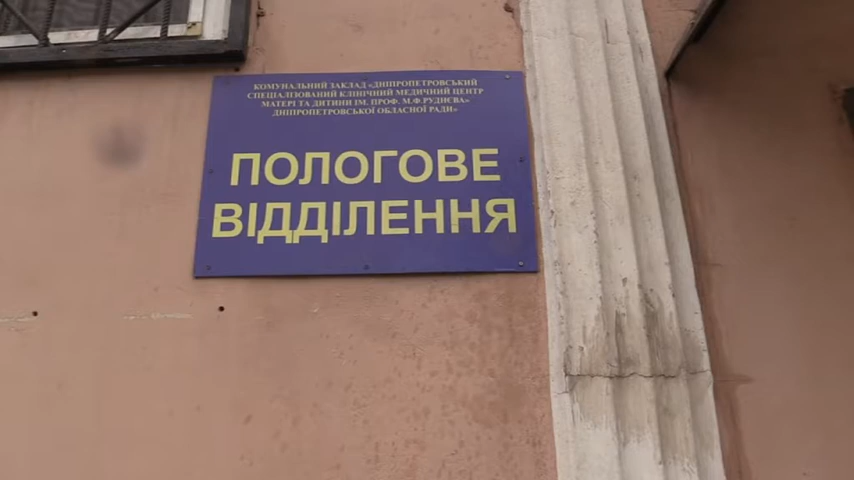 КОМУНАЛЬНИЙ ЗАКЛАД «ДНІПРОПЕТРОВСЬКИЙ
СПЕЦІАЛІЗОВАНИЙ КЛІНІЧНИЙ МЕДИЧНИЙ ЦЕНТР
МАТЕРІ ТА ДИТИНИ ІМ. ПРОФ. М.Ф.РУДНЄВА»
ДНІПРОПЕТРОВСЬКОЇ ОБЛАСНОЇ РАДИ»
ПОЛОГОВЕ
ВІДДІЛЕННЯ